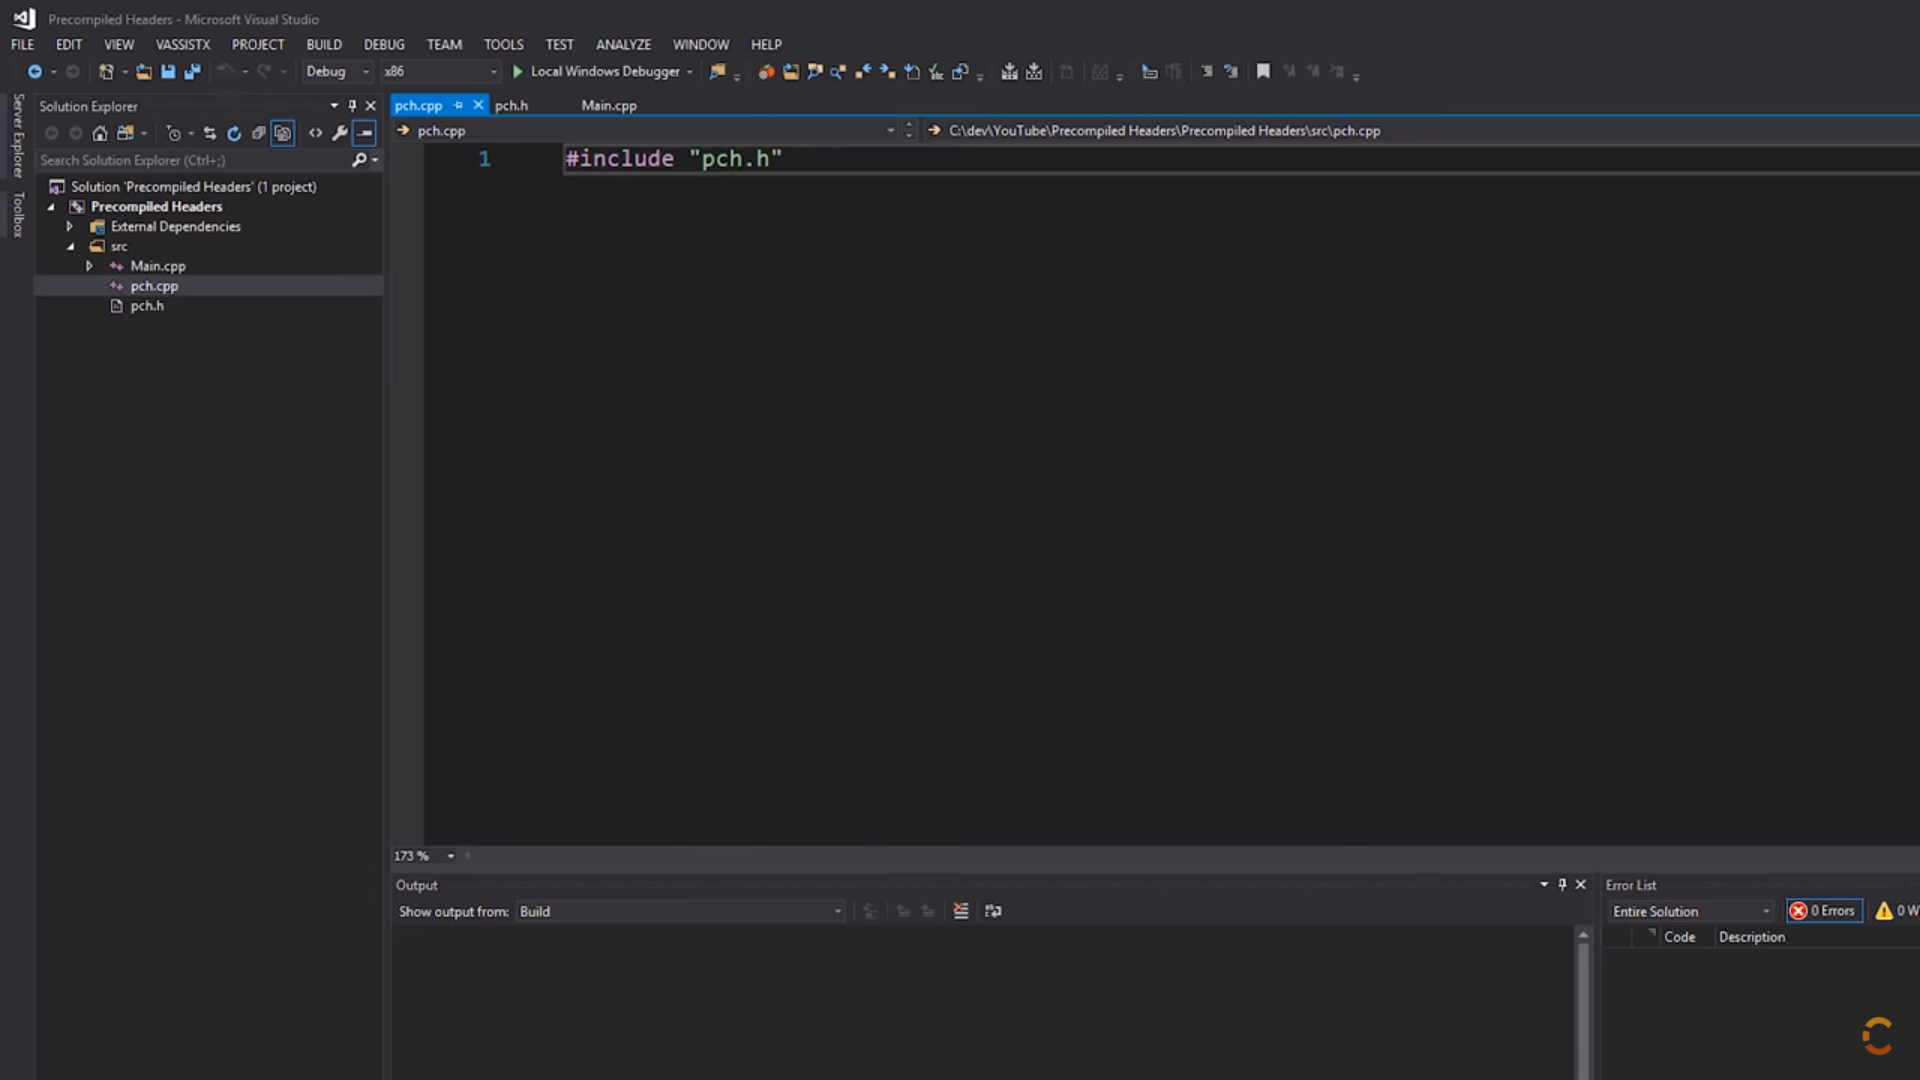 Precompiled Headers - Microsoft Visual Studio
FILE EDIT VIEW VASSISTX PROJECT BUILD DEBUG TEAM TOOLS TEST ANALYZE WINDOW HELP
Debug x86 Local Windows Debugger
Server Explorer
Toolbox
Solution Explorer
Search Solution Explorer (Ctrl+;)
Solution 'Precompiled Headers' (1 project)
Precompiled Headers
External Dependencies
src
Main.cpp
pch.cpp
pch.h
pch.cpp pch.h Main.cpp
pch.cpp C:\dev\YouTube\Precompiled Headers\Precompiled Headers\src\pch.cpp
1 #include "pch.h"
173 %
Output
Show output from: Build
Error List
Entire Solution 0 Errors 0 W
Code Description